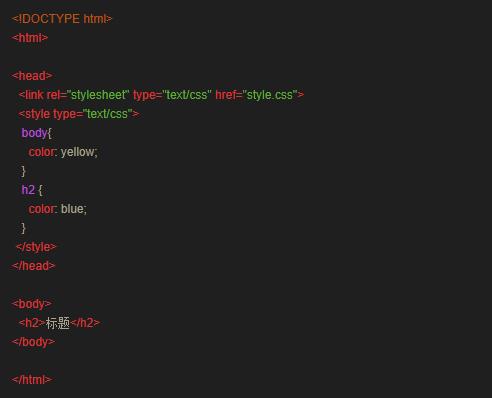 <!DOCTYPE html>
<html>
<head>
<link rel="stylesheet" type="text/css" href="style.css">
<style type="text/css">
body{
color: yellow;
}
h2 {
color: blue;
}
</style>
</head>
<body>
<h2>标题</h2>
</body>
</html>